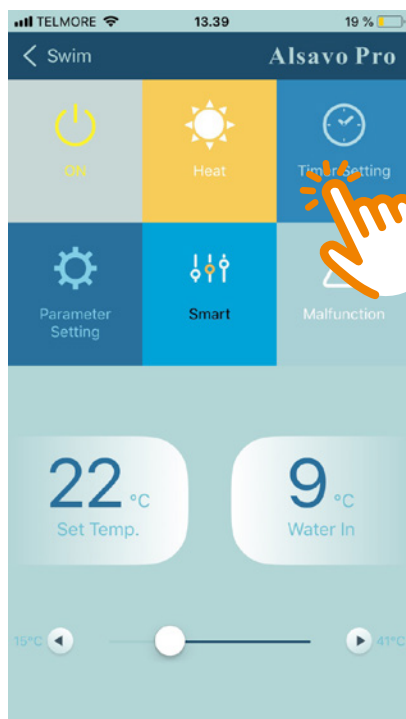 TELMORE 13.39 19 %
Swim Alsavo Pro
ON Heat Timer Setting
Parameter
Setting
Smart Malfunction
22 °C 9 °C
Set Temp. Water In
15°C 41°C